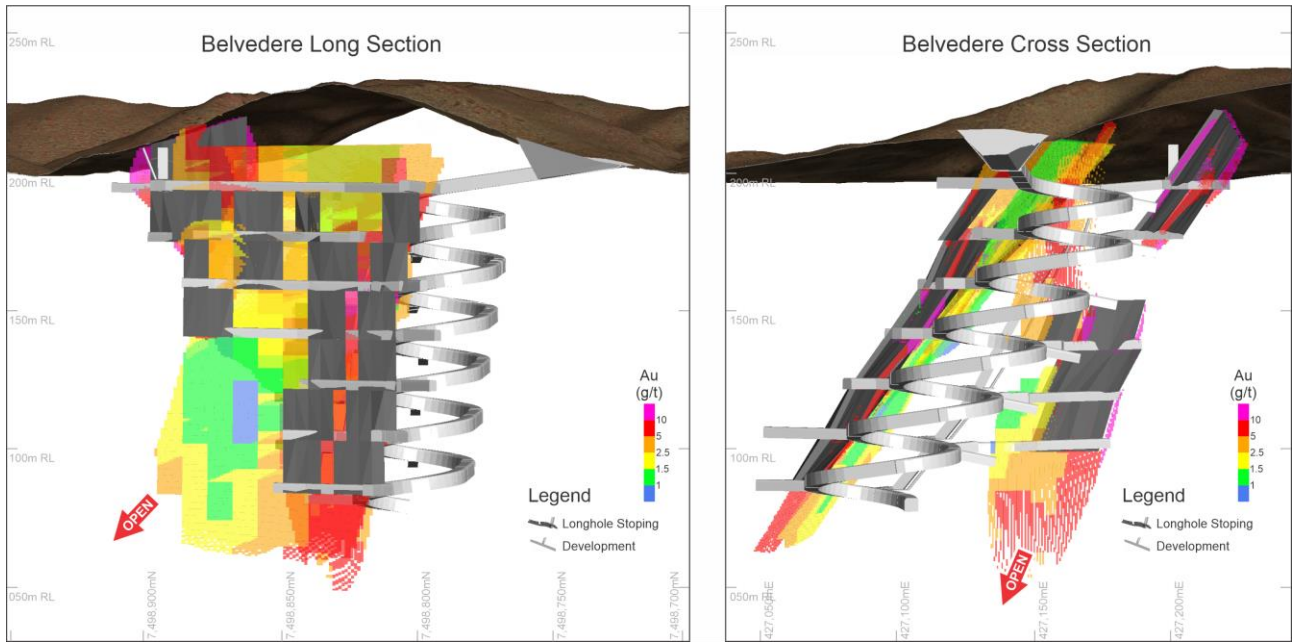 Belvedere Long Section
250m RL
200m RL
150m RL
100m RL
050m RL
OPEN
7.498.900mN
7.498.850mN
7.498.800mN
7.498.750mN
7.498.700mN
Au
(g/t)
10
5
2.5
1.5
1
Legend
Longhole Stoping
Development
Belvedere Cross Section
250m RL
200m RL
150m RL
100m RL
050m RL
OPEN
427.050mE
427.100mE
427.150mE
427.200mE
Au
(g/t)
10
5
2.5
1.5
1
Legend
Longhole Stoping
Development